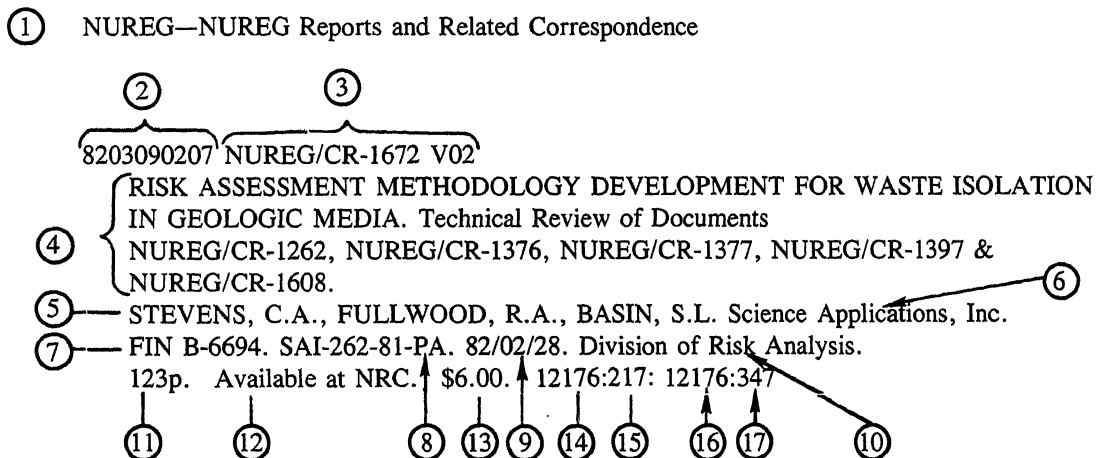 ① NUREG—NUREG Reports and Related Correspondence
② ③
8203090207 NUREG/CR-1672 V02
RISK ASSESSMENT METHODOLOGY DEVELOPMENT FOR WASTE ISOLATION
IN GEOLOGIC MEDIA. Technical Review of Documents
④ NUREG/CR-1262, NUREG/CR-1376, NUREG/CR-1377, NUREG/CR-1397 &
NUREG/CR-1608.
⑥
⑤ STEVENS, C.A., FULLWOOD, R.A., BASIN, S.L. Science Applications, Inc.
⑦ FIN B-6694. SAI-262-81-PA. 82/02/28. Division of Risk Analysis.
123p. Available at NRC. $6.00. 12176:217: 12176:347
⑪ ⑫ ⑧ ⑬ ⑨ ⑭ ⑮ ⑯ ⑰ ⑩